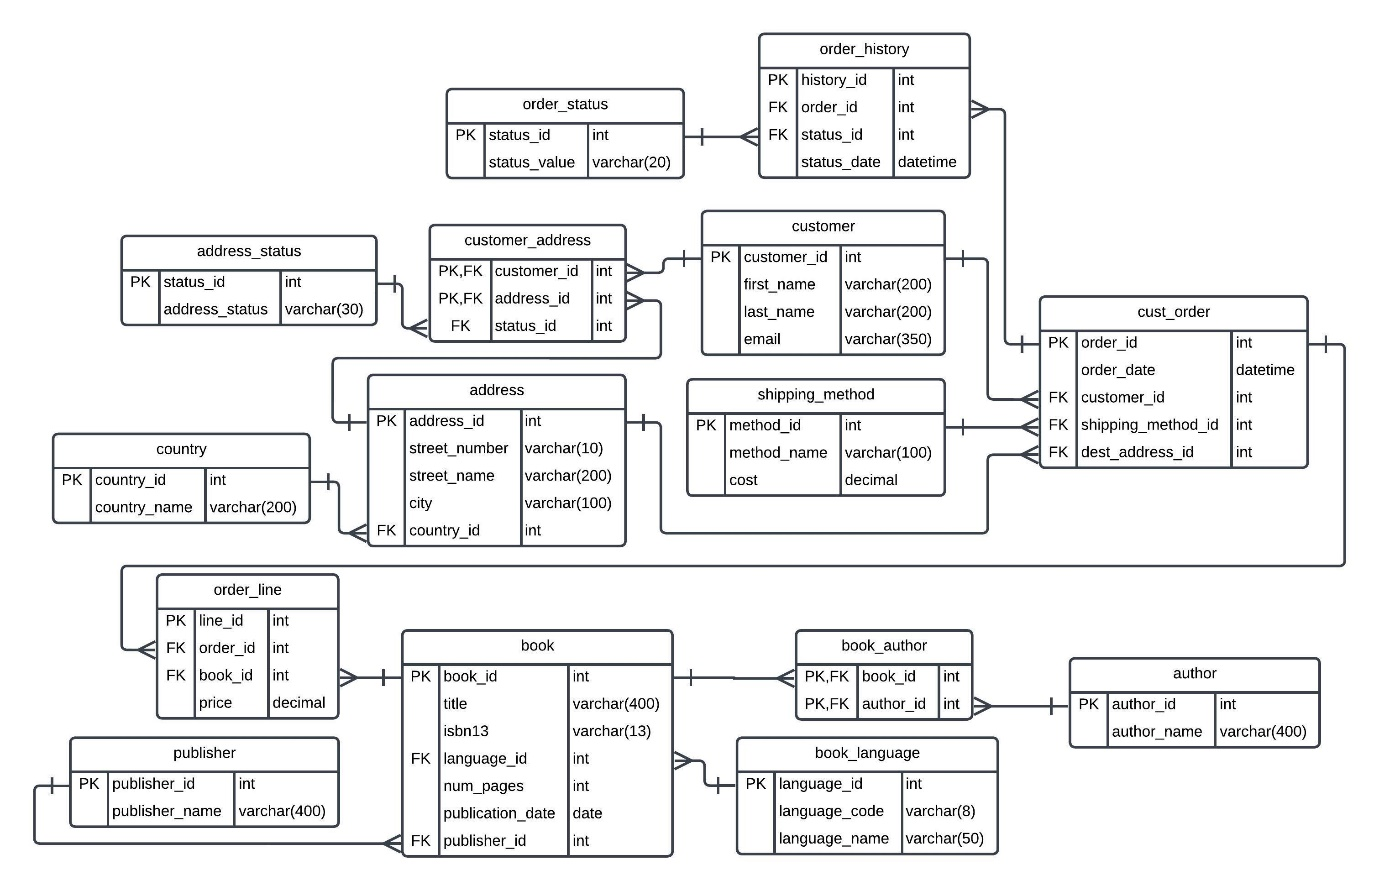 order_history
PK history_id int
FK order_id int
FK status_id int
status_date datetime
order_status
PK status_id int
status_value varchar(20)
customer
PK customer_id int
first_name varchar(200)
last_name varchar(200)
email varchar(350)
customer_address
PK,FK customer_id int
PK,FK address_id int
FK status_id int
address_status
PK status_id int
address_status varchar(30)
cust_order
PK order_id int
order_date datetime
FK customer_id int
FK shipping_method_id int
FK dest_address_id int
address
PK address_id int
street_number varchar(10)
street_name varchar(200)
city varchar(100)
FK country_id int
shipping_method
PK method_id int
method_name varchar(100)
cost decimal
country
PK country_id int
country_name varchar(200)
order_line
PK line_id int
FK order_id int
FK book_id int
price decimal
book
PK book_id int
title varchar(400)
isbn13 varchar(13)
FK language_id int
num_pages int
publication_date date
FK publisher_id int
book_author
PK,FK book_id int
PK,FK author_id int
author
PK author_id int
author_name varchar(400)
publisher
PK publisher_id int
publisher_name varchar(400)
book_language
PK language_id int
language_code varchar(8)
language_name varchar(50)